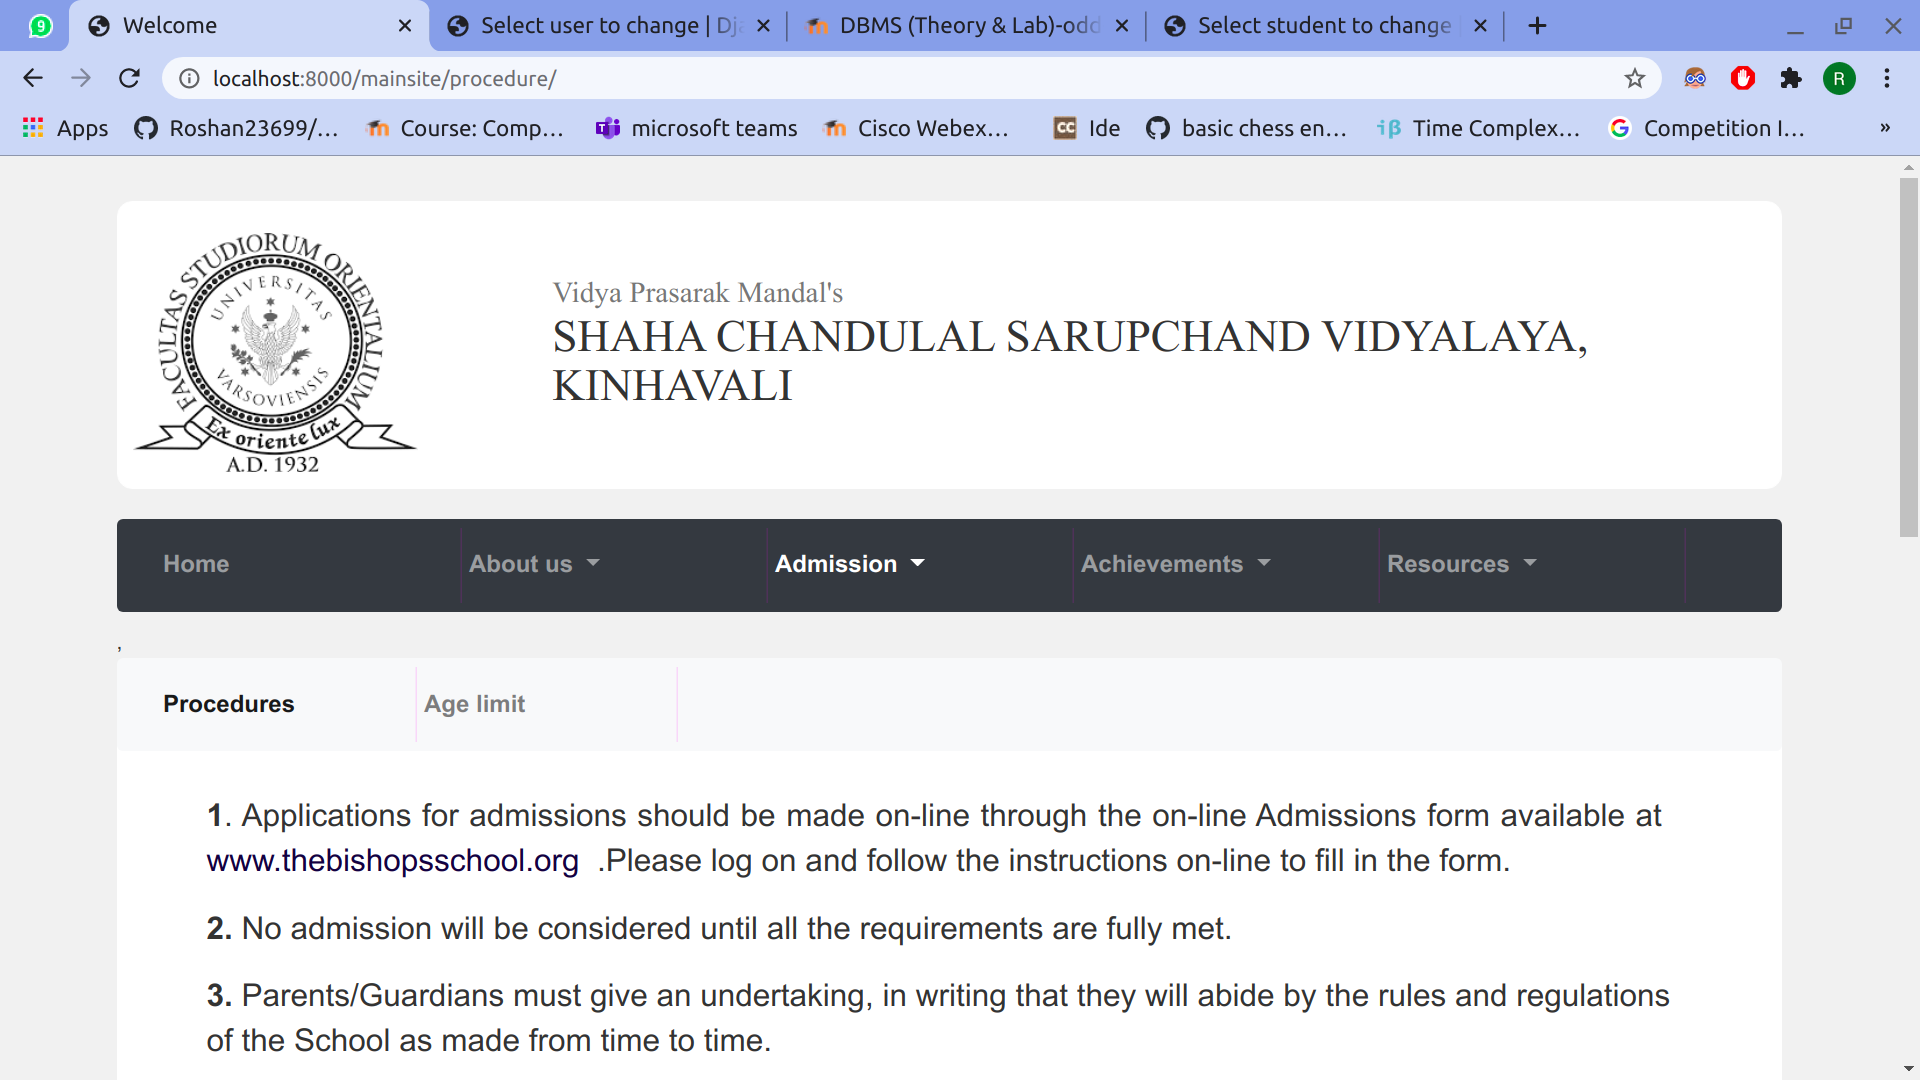 9 Welcome Select user to change | Dja DBMS (Theory & Lab)-odd Select student to change
localhost:8000/mainsite/procedure/ R
Apps Roshan23699/... Course: Comp... microsoft teams Cisco Webex... CC Ide basic chess en... iβ Time Complex... Competition I... »
FACULTAS STUDIORUM ORIENTALIUM
UNIVERSITAS
VARSOVIENSIS
Ex oriente lux
A.D. 1932
Vidya Prasarak Mandal's
SHAHA CHANDULAL SARUPCHAND VIDYALAYA,
KINHAVALI
Home About us Admission Achievements Resources
,
Procedures Age limit
1. Applications for admissions should be made on-line through the on-line Admissions form available at
www.thebishopsschool.org .Please log on and follow the instructions on-line to fill in the form.
2. No admission will be considered until all the requirements are fully met.
3. Parents/Guardians must give an undertaking, in writing that they will abide by the rules and regulations
of the School as made from time to time.